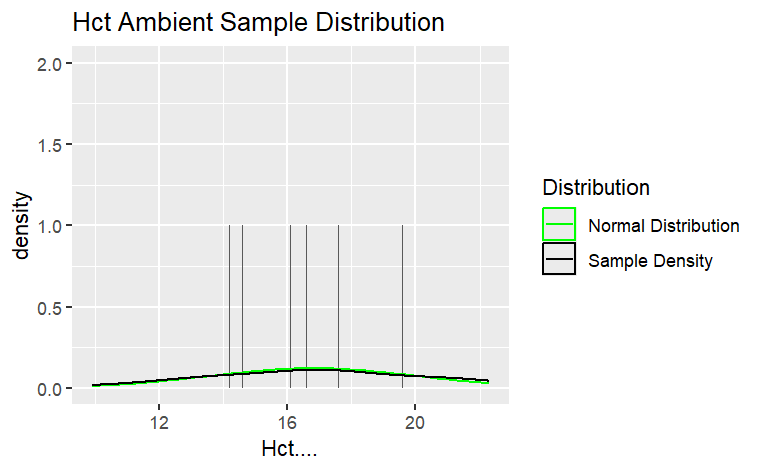 Hct Ambient Sample Distribution
2.0
1.5
1.0
0.5
0.0
density
12 16 20
Hct....
Distribution
Normal Distribution
Sample Density